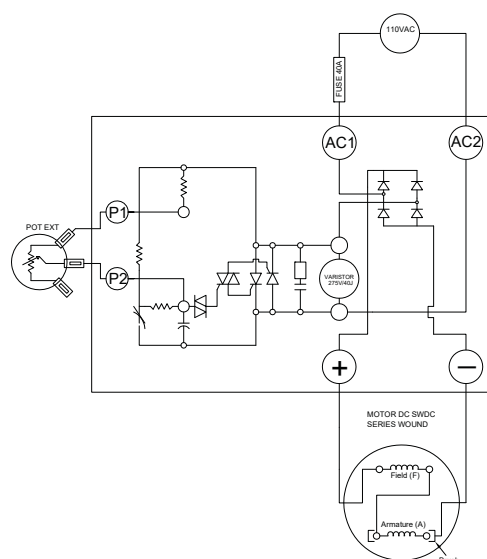 110VAC
FUSE 40A
AC1
AC2
POT EXT
P1
P2
VARISTOR
275V/40J
+
−
MOTOR DC SWDC
SERIES WOUND
Field (F)
Armature (A)